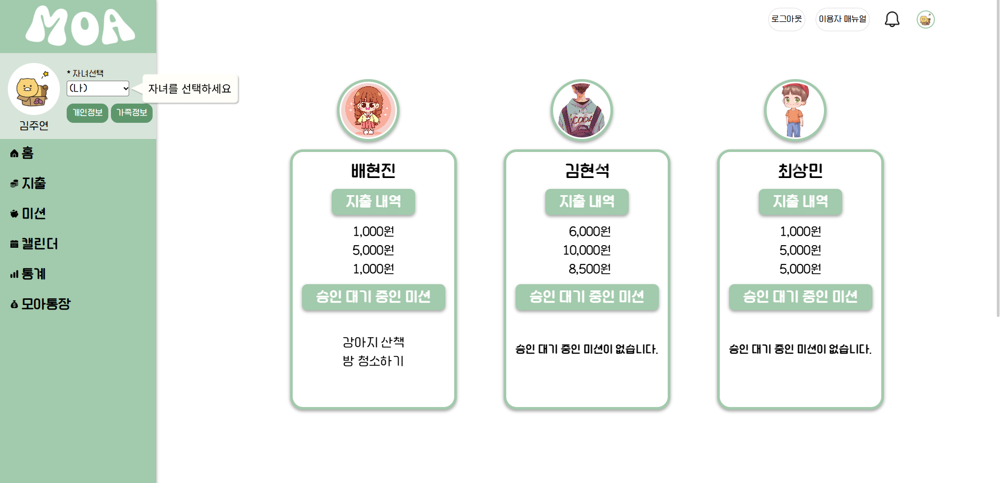 MOA
로그아웃
이용자 매뉴얼
* 자녀선택
(나)
자녀를 선택하세요
개인정보
가족정보
김주연
홈
지출
미션
캘린더
통계
모아통장
배현진
지출 내역
1,000원
5,000원
1,000원
승인 대기 중인 미션
강아지 산책
방 청소하기
COOL
김현석
지출 내역
6,000원
10,000원
8,500원
승인 대기 중인 미션
승인 대기 중인 미션이 없습니다.
최상민
지출 내역
1,000원
5,000원
5,000원
승인 대기 중인 미션
승인 대기 중인 미션이 없습니다.